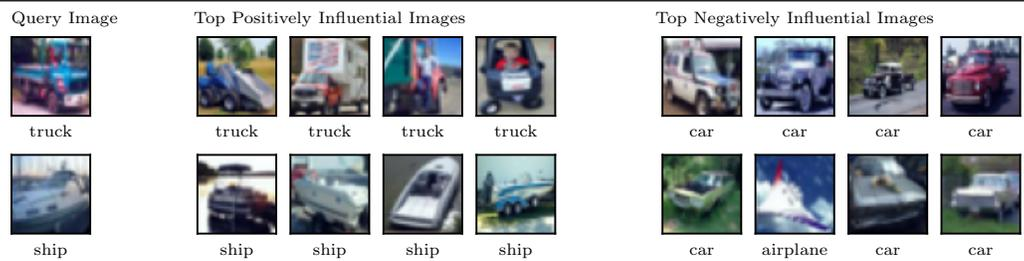 Query Image Top Positively Influential Images Top Negatively Influential Images
truck truck truck truck truck car car car car
ship ship ship ship ship car airplane car car